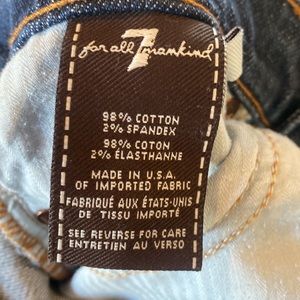 7
for all mankind
98% COTTON
2% SPANDEX
98% COTON
2% ÉLASTHANNE
MADE IN U.S.A.
OF IMPORTED FABRIC
FABRIQUÉ AUX ÉTATS-UNIS
DE TISSU IMPORTÉ
SEE REVERSE FOR CARE
ENTRETIEN AU VERSO